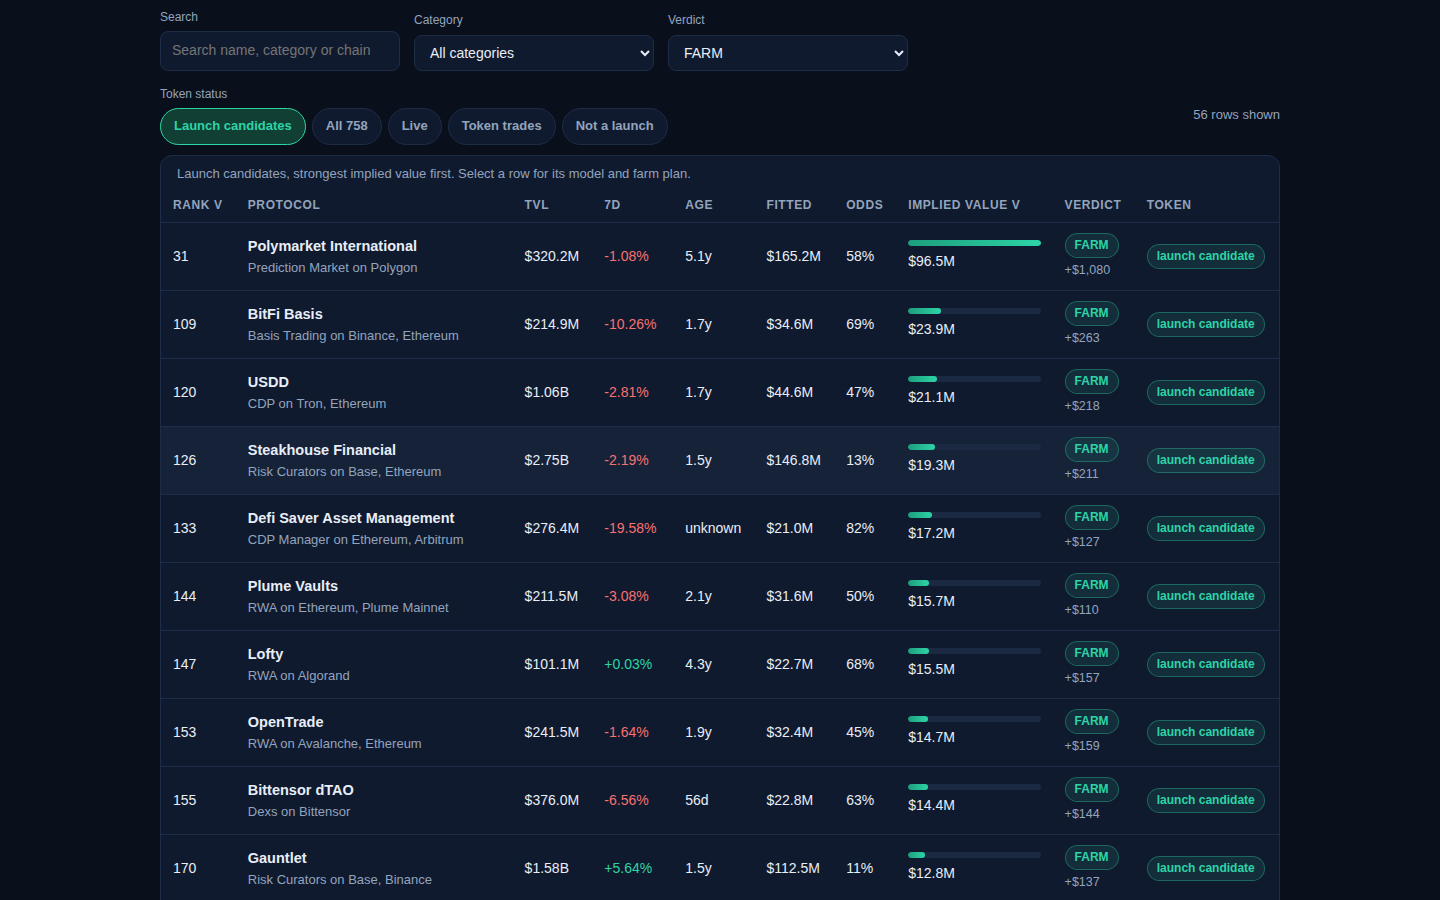 Search
Category
Verdict
Search name, category or chain
All categories
FARM
Token status
Launch candidates
All 758
Live
Token trades
Not a launch
56 rows shown
Launch candidates, strongest implied value first. Select a row for its model and farm plan.
RANK V PROTOCOL TVL 7D AGE FITTED ODDS IMPLIED VALUE V VERDICT TOKEN
31 Polymarket International $320.2M -1.08% 5.1y $165.2M 58% $96.5M FARM launch candidate
Prediction Market on Polygon +$1,080
109 BitFi Basis $214.9M -10.26% 1.7y $34.6M 69% $23.9M FARM launch candidate
Basis Trading on Binance, Ethereum +$263
120 USDD $1.06B -2.81% 1.7y $44.6M 47% $21.1M FARM launch candidate
CDP on Tron, Ethereum +$218
126 Steakhouse Financial $2.75B -2.19% 1.5y $146.8M 13% $19.3M FARM launch candidate
Risk Curators on Base, Ethereum +$211
133 Defi Saver Asset Management $276.4M -19.58% unknown $21.0M 82% $17.2M FARM launch candidate
CDP Manager on Ethereum, Arbitrum +$127
144 Plume Vaults $211.5M -3.08% 2.1y $31.6M 50% $15.7M FARM launch candidate
RWA on Ethereum, Plume Mainnet +$110
147 Lofty $101.1M +0.03% 4.3y $22.7M 68% $15.5M FARM launch candidate
RWA on Algorand +$157
153 OpenTrade $241.5M -1.64% 1.9y $32.4M 45% $14.7M FARM launch candidate
RWA on Avalanche, Ethereum +$159
155 Bittensor dTAO $376.0M -6.56% 56d $22.8M 63% $14.4M FARM launch candidate
Dexs on Bittensor +$144
170 Gauntlet $1.58B +5.64% 1.5y $112.5M 11% $12.8M FARM launch candidate
Risk Curators on Base, Binance +$137